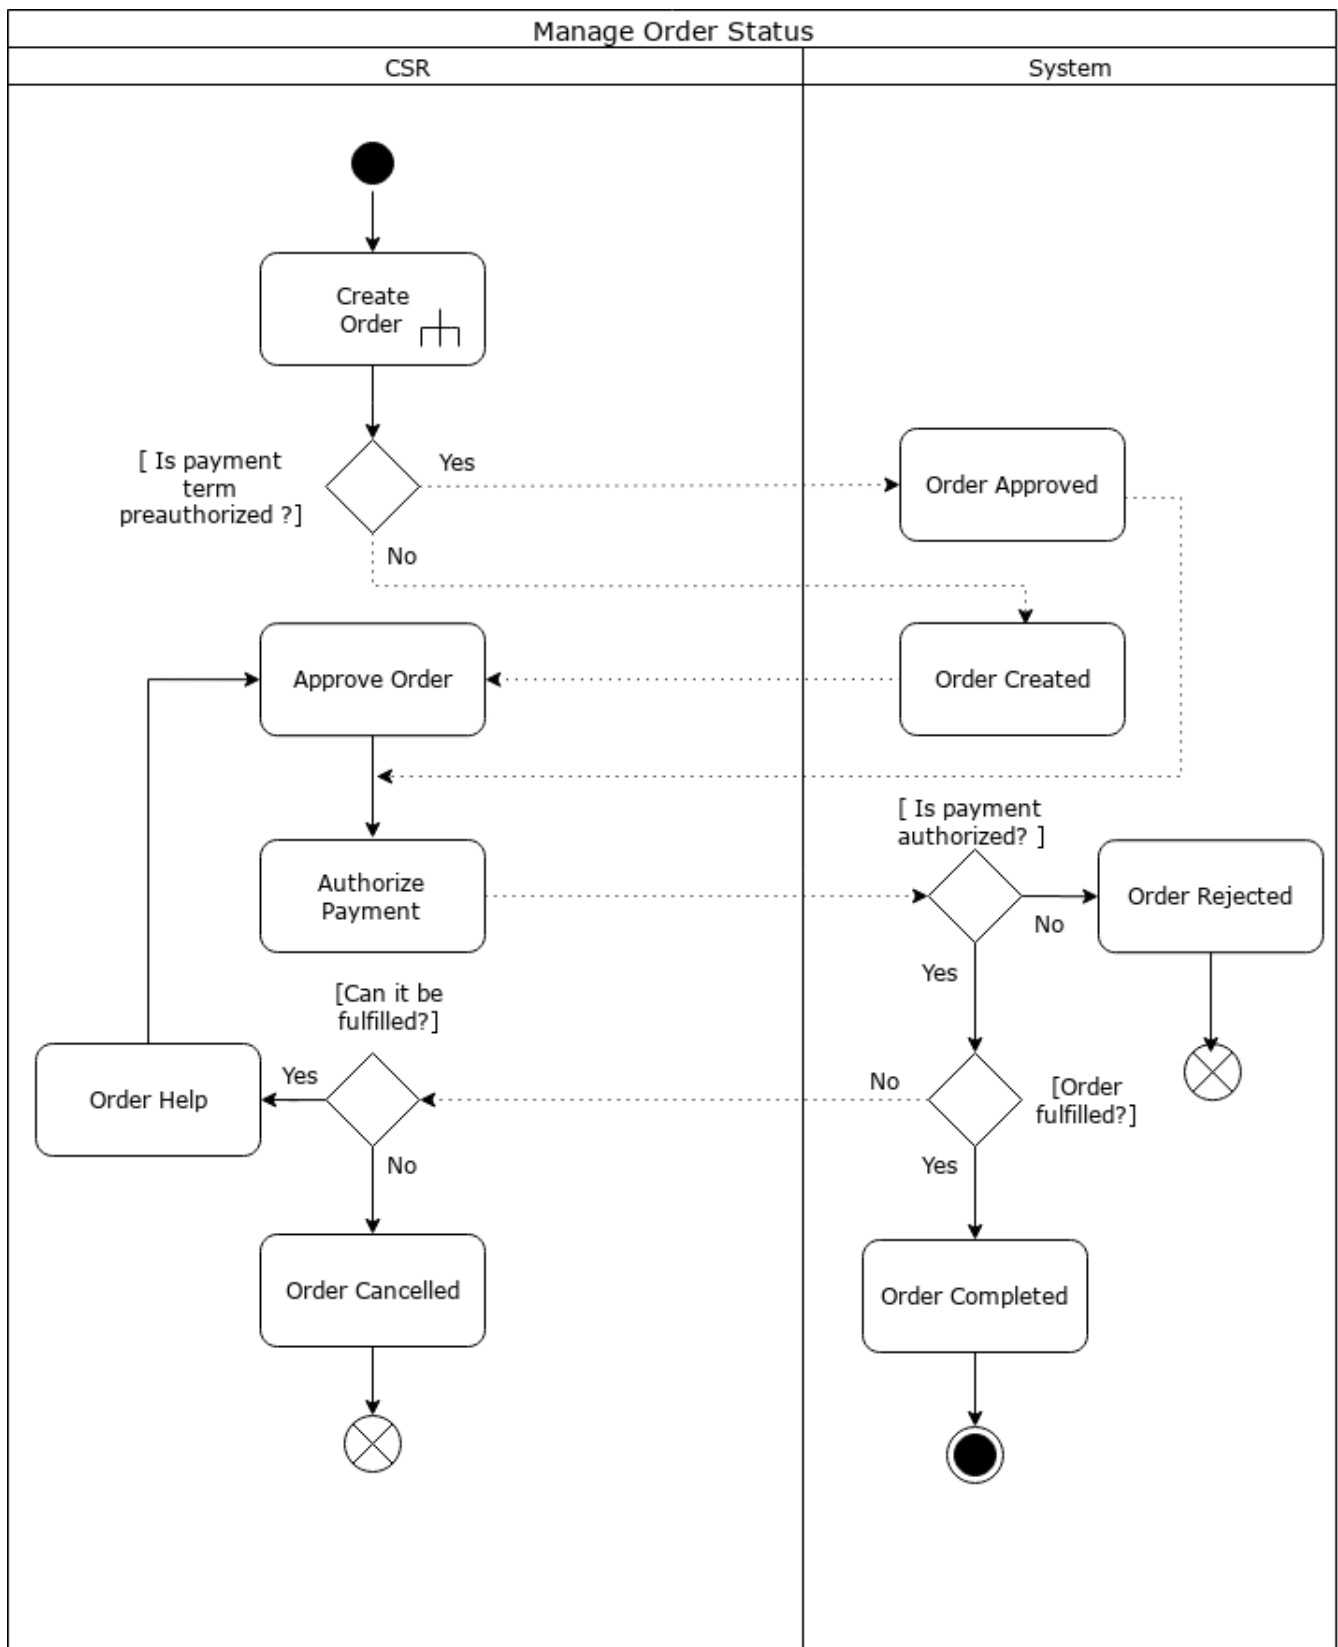 Manage Order Status
CSR
System
Create
Order
[ Is payment
term
preauthorized ?]
Yes
Order Approved
No
Approve Order
Order Created
[ Is payment
authorized? ]
Authorize
Payment
Order Rejected
No
Yes
[Can it be
fulfilled?]
Order Help
Yes
No
[Order
fulfilled?]
No
Yes
Order Cancelled
Order Completed